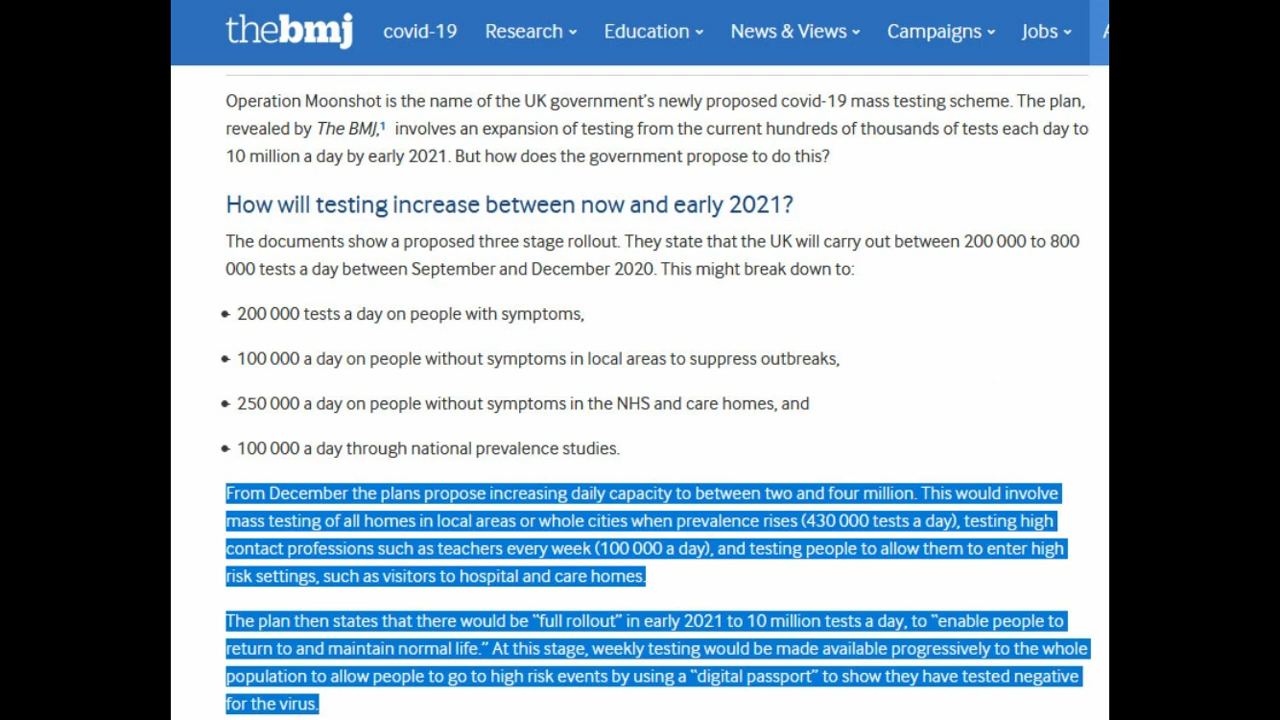 thebmj covid-19 Research Education News & Views Campaigns Jobs A
Operation Moonshot is the name of the UK government's newly proposed covid-19 mass testing scheme. The plan,
revealed by The BMJ,1 involves an expansion of testing from the current hundreds of thousands of tests each day to
10 million a day by early 2021. But how does the government propose to do this?
How will testing increase between now and early 2021?
The documents show a proposed three stage rollout. They state that the UK will carry out between 200 000 to 800
000 tests a day between September and December 2020. This might break down to:
• 200 000 tests a day on people with symptoms,
• 100 000 a day on people without symptoms in local areas to suppress outbreaks,
• 250 000 a day on people without symptoms in the NHS and care homes, and
• 100 000 a day through national prevalence studies.
From December the plans propose increasing daily capacity to between two and four million. This would involve
mass testing of all homes in local areas or whole cities when prevalence rises (430 000 tests a day), testing high
contact professions such as teachers every week (100 000 a day), and testing people to allow them to enter high
risk settings, such as visitors to hospital and care homes.
The plan then states that there would be "full rollout" in early 2021 to 10 million tests a day, to "enable people to
return to and maintain normal life." At this stage, weekly testing would be made available progressively to the whole
population to allow people to go to high risk events by using a "digital passport" to show they have tested negative
for the virus.